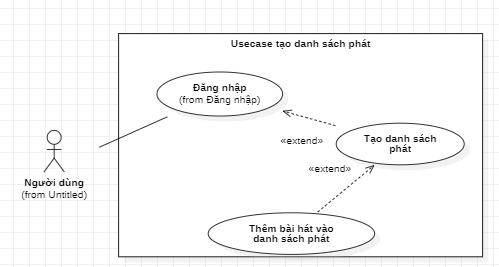 Usecase tạo danh sách phát
Đăng nhập
(from Đăng nhập)
«extend»
Tạo danh sách
phát
«extend»
Người dùng
(from Untitled)
Thêm bài hát vào
danh sách phát